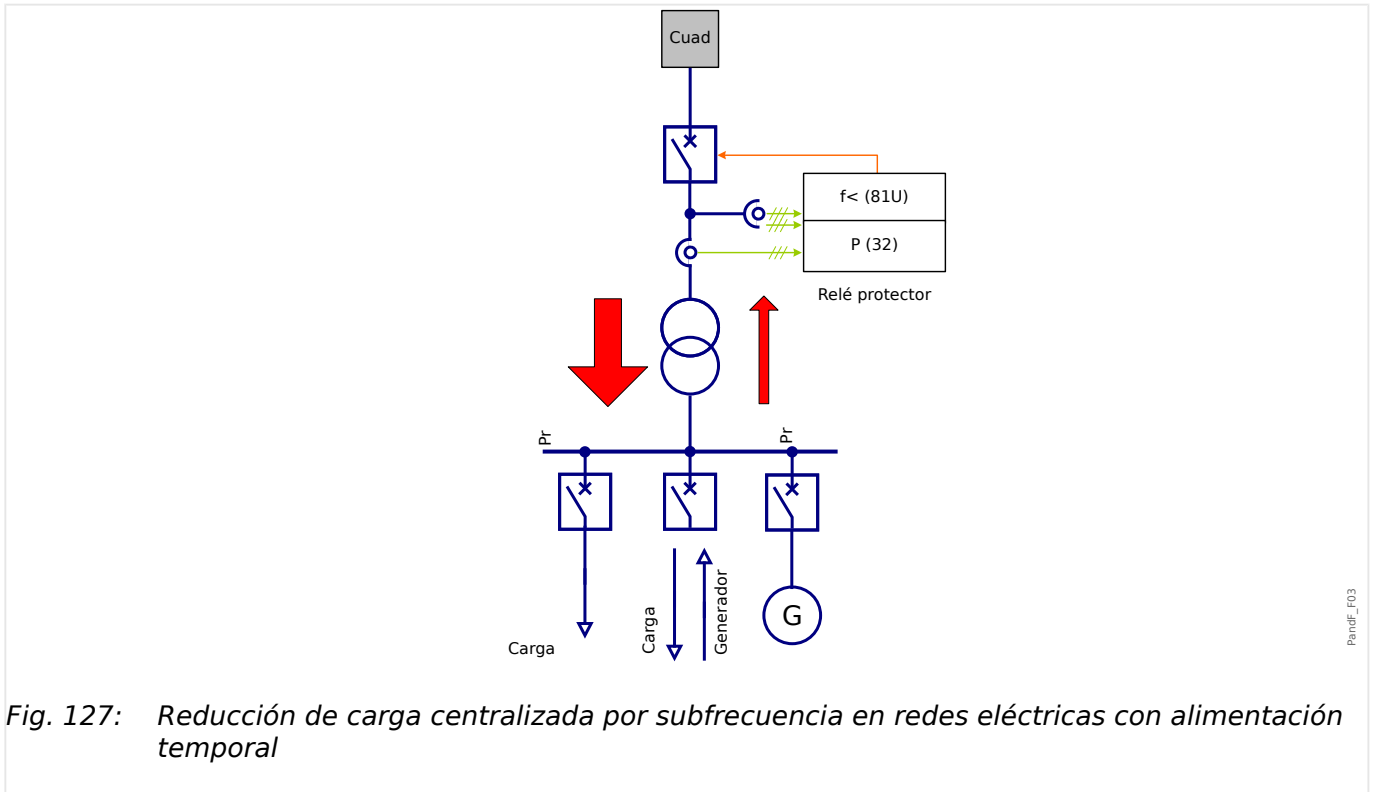 Cuad
f< (81U)
P (32)
Relé protector
Pr
Pr
Carga
Carga
Generador
G
PandF_F03
Fig. 127: Reducción de carga centralizada por subfrecuencia en redes eléctricas con alimentación
temporal